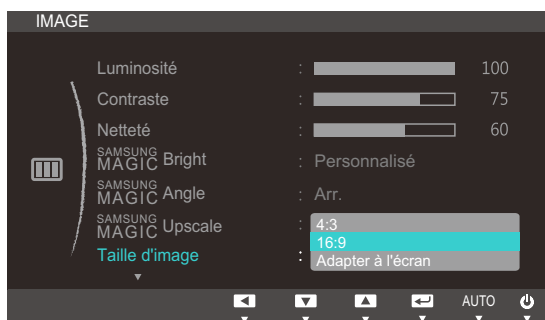 IMAGE
Luminosité : 100
Contraste : 75
Netteté : 60
SAMSUNG MAGIC Bright : Personnalisé
SAMSUNG MAGIC Angle : Arr.
SAMSUNG MAGIC Upscale : 4:3
16:9
Taille d'image : Adapter à l'écran
AUTO